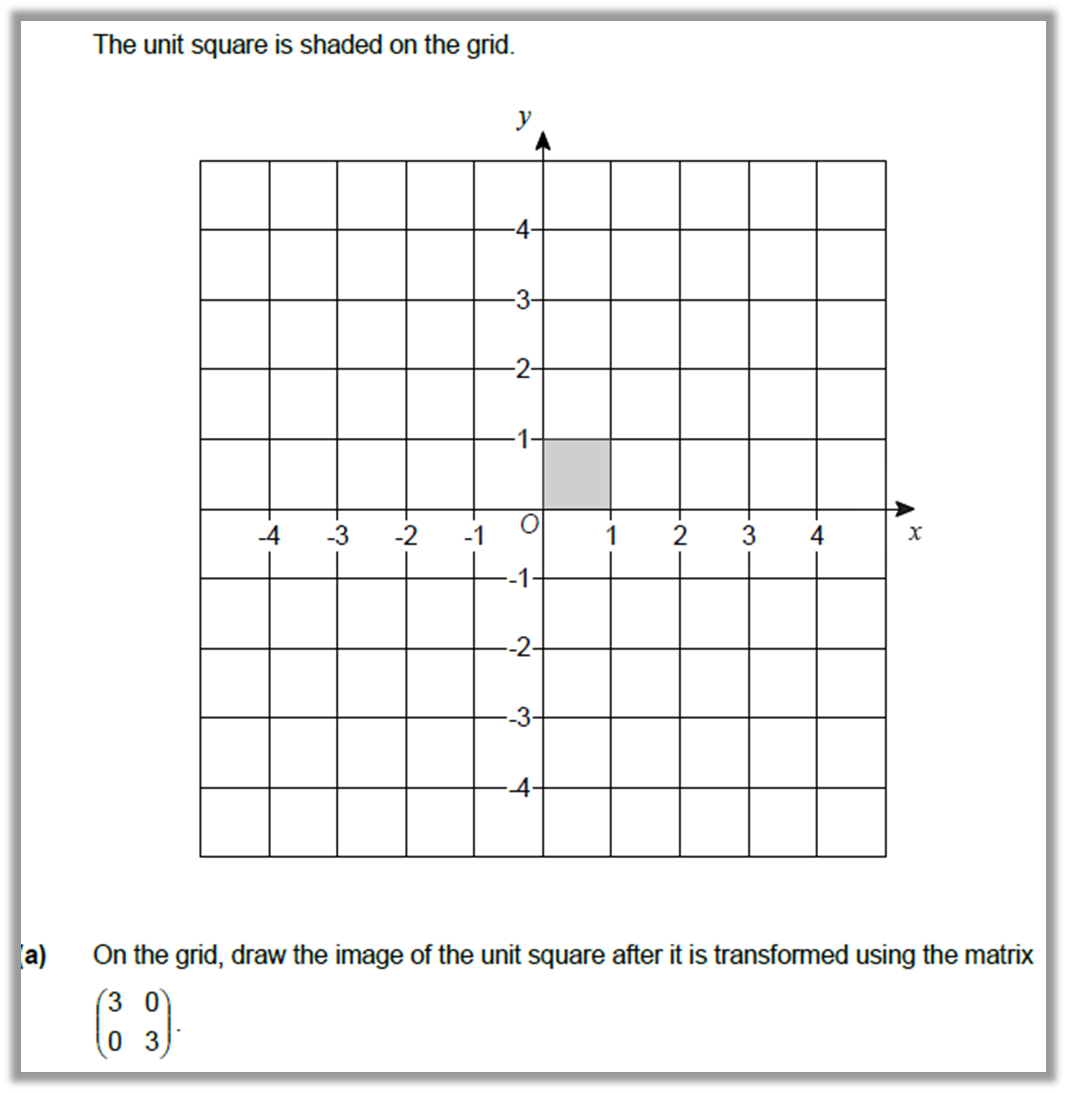 The unit square is shaded on the grid.
y
4
3
2
1
-4 -3 -2 -1 O 1 2 3 4 x
-1
-2
-3
-4
(a) On the grid, draw the image of the unit square after it is transformed using the matrix
(3 0
0 3).